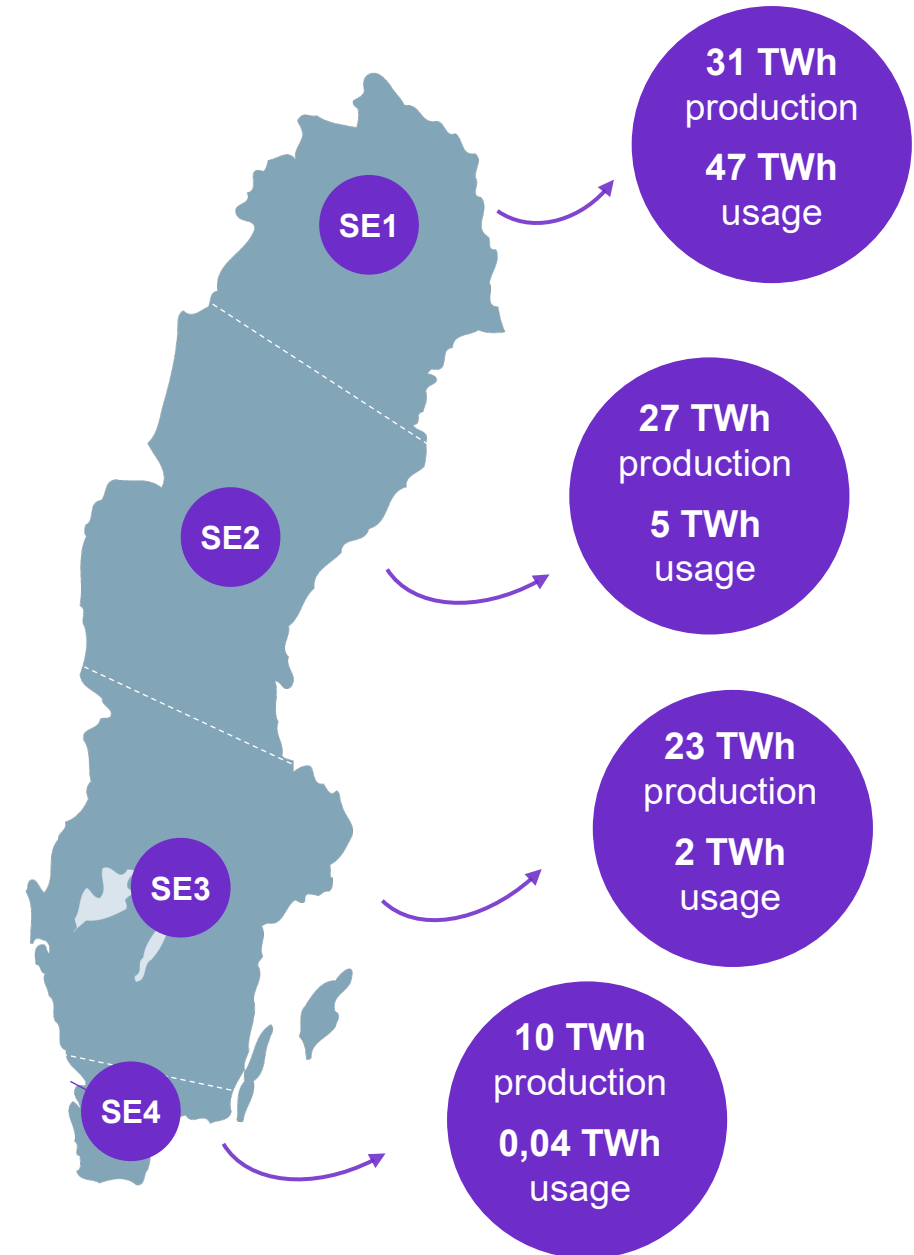 SE1
31 TWh
production
47 TWh
usage
SE2
27 TWh
production
5 TWh
usage
SE3
23 TWh
production
2 TWh
usage
SE4
10 TWh
production
0,04 TWh
usage